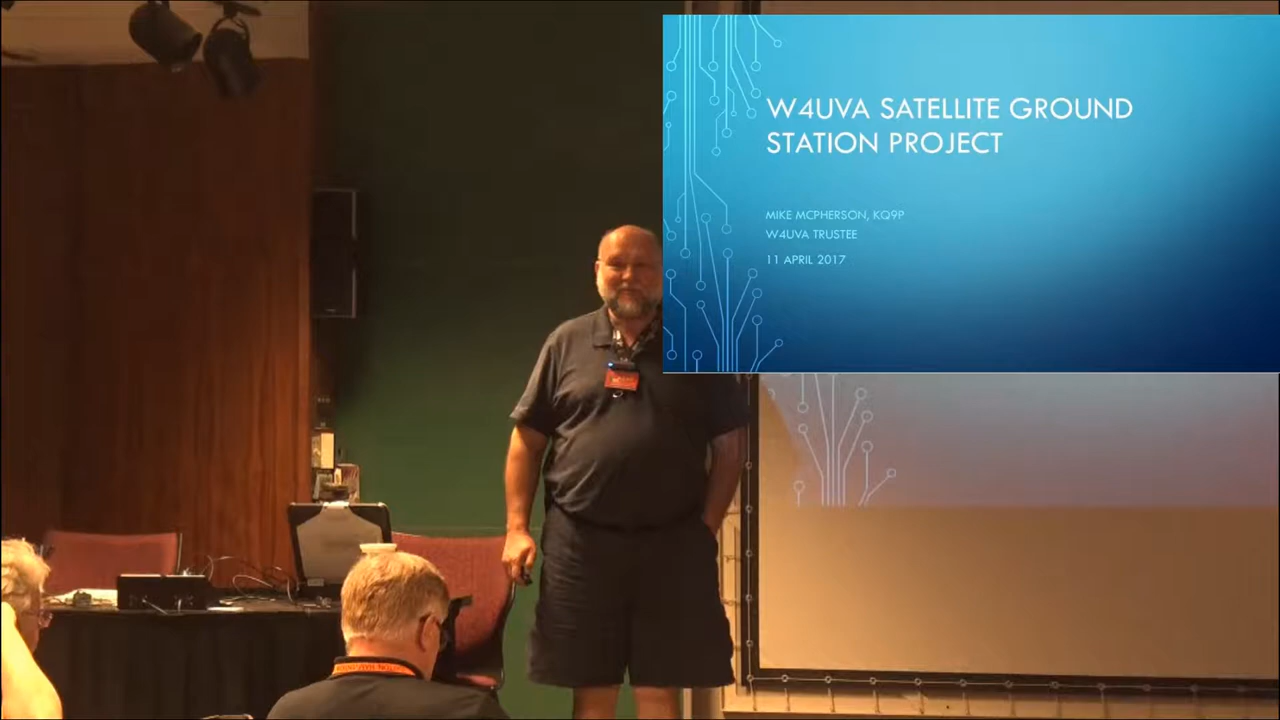 W4UVA SATELLITE GROUND
STATION PROJECT
MIKE MCPHERSON, KQ9P
W4UVA TRUSTEE
11 APRIL 2017